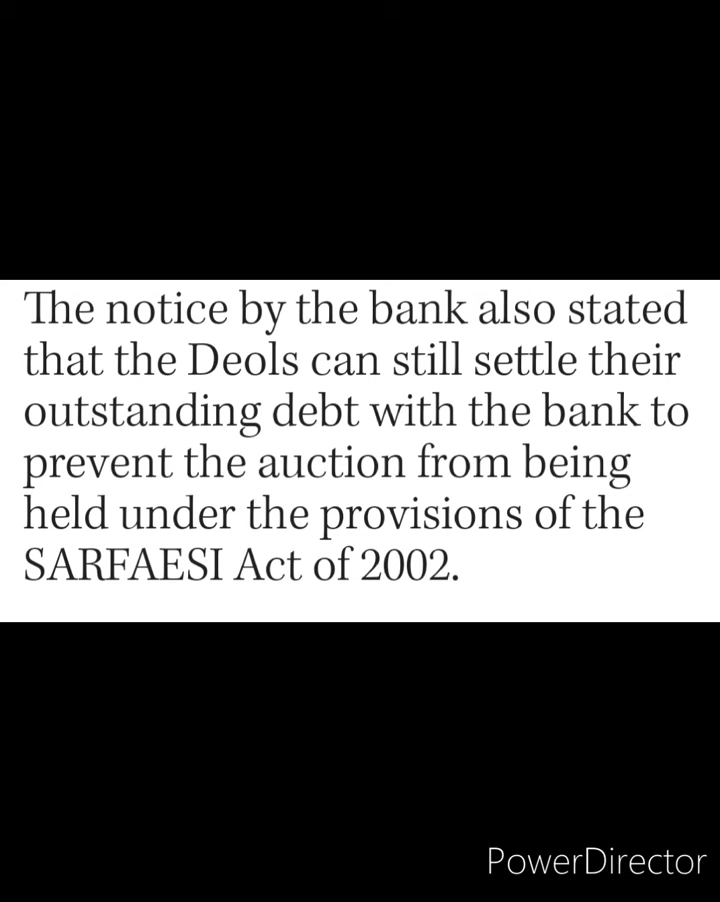 The notice by the bank also stated
that the Deols can still settle their
outstanding debt with the bank to
prevent the auction from being
held under the provisions of the
SARFAESI Act of 2002.
PowerDirector